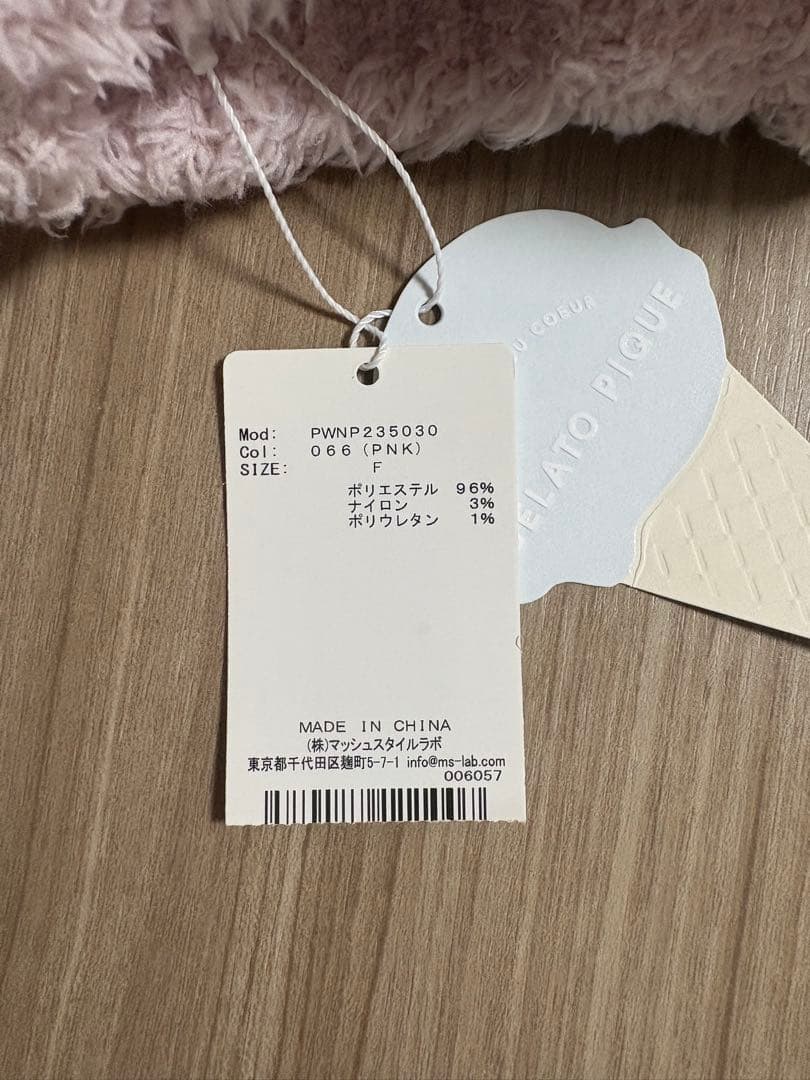 Mod: PWNP235030
Col: 066(PNK)
SIZE: F
ポリエステル 96%
ナイロン 3%
ポリウレタン 1%
MADE IN CHINA
(株)マッシュスタイルラボ
東京都千代田区麹町5-7-1 info@ms-lab.com
006057
COEUR
PIQUE